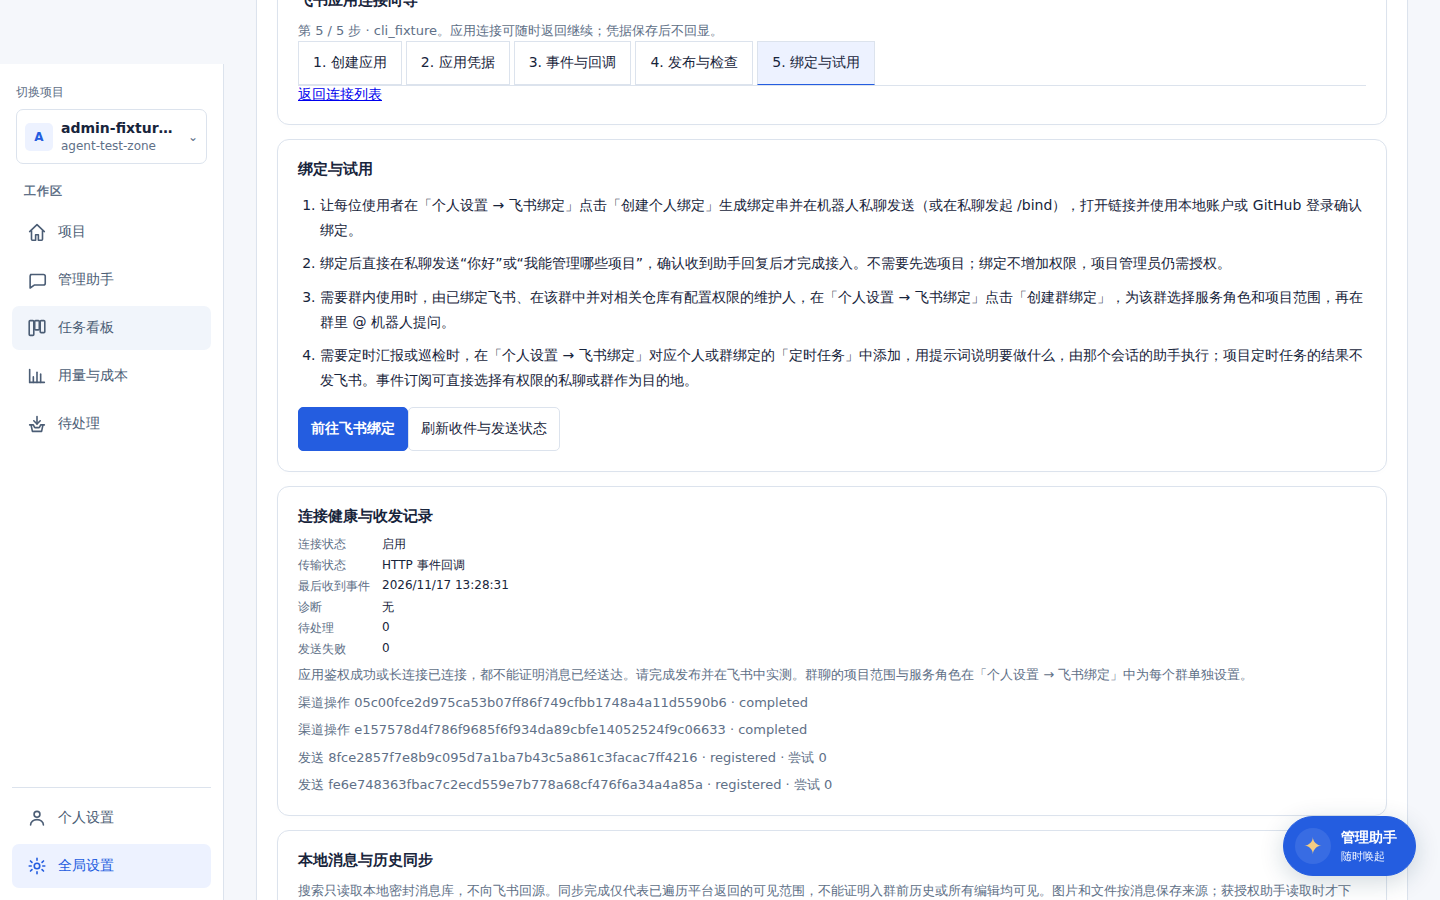 飞书应用连接向导
第 5 / 5 步 · cli_fixture。应用连接可随时返回继续；凭据保存后不回显。
1. 创建应用
2. 应用凭据
3. 事件与回调
4. 发布与检查
5. 绑定与试用
返回连接列表
切换项目
A
admin-fixtur...
agent-test-zone
工作区
项目
管理助手
任务看板
用量与成本
待处理
个人设置
全局设置
绑定与试用
1. 让每位使用者在「个人设置 → 飞书绑定」点击「创建个人绑定」生成绑定串并在机器人私聊发送（或在私聊发起 /bind），打开链接并使用本地账户或 GitHub 登录确认
绑定。
2. 绑定后直接在私聊发送“你好”或“我能管理哪些项目”，确认收到助手回复后才完成接入。不需要先选项目；绑定不增加权限，项目管理员仍需授权。
3. 需要群内使用时，由已绑定飞书、在该群中并对相关仓库有配置权限的维护人，在「个人设置 → 飞书绑定」点击「创建群绑定」，为该群选择服务角色和项目范围，再在
群里 @ 机器人提问。
4. 需要定时汇报或巡检时，在「个人设置 → 飞书绑定」对应个人或群绑定的「定时任务」中添加，用提示词说明要做什么，由那个会话的助手执行；项目定时任务的结果不
发飞书。事件订阅可直接选择有权限的私聊或群作为目的地。
前往飞书绑定
刷新收件与发送状态
连接健康与收发记录
连接状态 启用
传输状态 HTTP 事件回调
最后收到事件 2026/11/17 13:28:31
诊断 无
待处理 0
发送失败 0
应用鉴权成功或长连接已连接，都不能证明消息已经送达。请完成发布并在飞书中实测。群聊的项目范围与服务角色在「个人设置 → 飞书绑定」中为每个群单独设置。
渠道操作 05c00fce2d975ca53b07ff86f749cfbb1748a4a11d5590b6 · completed
渠道操作 e157578d4f786f9685f6f934da89cbfe14052524f9c06633 · completed
发送 8fce2857f7e8b9c095d7a1ba7b43c5a861c3facac7ff4216 · registered · 尝试 0
发送 fe6e748363fbac7c2ecd559e7b778a68cf476f6a34a4a85a · registered · 尝试 0
本地消息与历史同步
搜索只读取本地密封消息库，不向飞书回源。同步完成仅代表已遍历平台返回的可见范围，不能证明入群前历史或所有编辑均可见。图片和文件按消息保存来源；获授权助手读取时才下
管理助手
随时唤起